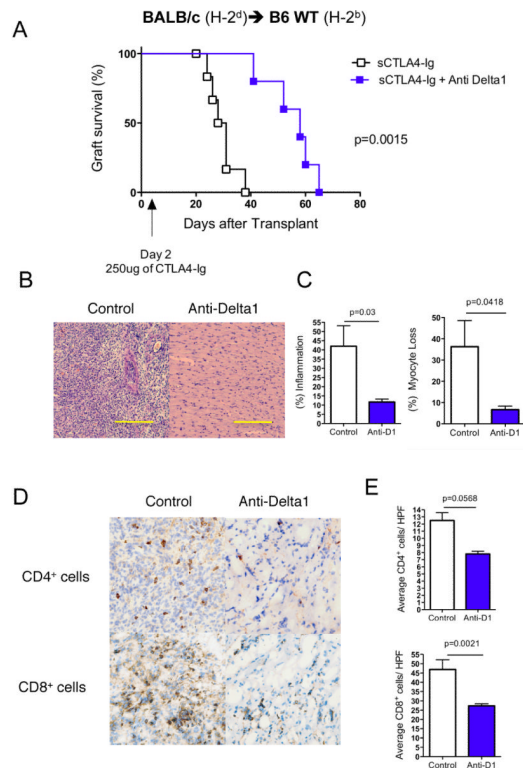 BALB/c (H-2ᵈ)➔ B6 WT (H-2ᵇ)
A
Graft survival (%)
100
50
0
0 20 40 60 80
Days after Transplant
sCTLA4-Ig
sCTLA4-Ig + Anti Delta1
p=0.0015
Day 2
250ug of CTLA4-Ig
B
Control Anti-Delta1
C
(%) Inflammation
55
50
45
40
35
30
25
20
15
10
5
0
p=0.03
Control Anti-D1
(%) Myocyte Loss
50
40
30
20
10
0
p=0.0418
Control Anti-D1
D
Control Anti-Delta1
CD4⁺ cells
CD8⁺ cells
E
Average CD4⁺ cells/ HPF
14
13
12
11
10
9
8
7
6
5
4
3
2
1
0
p=0.0568
Control Anti-D1
Average CD8⁺ cells/ HPF
55
50
45
40
35
30
25
20
15
10
5
0
p=0.0021
Control Anti-D1